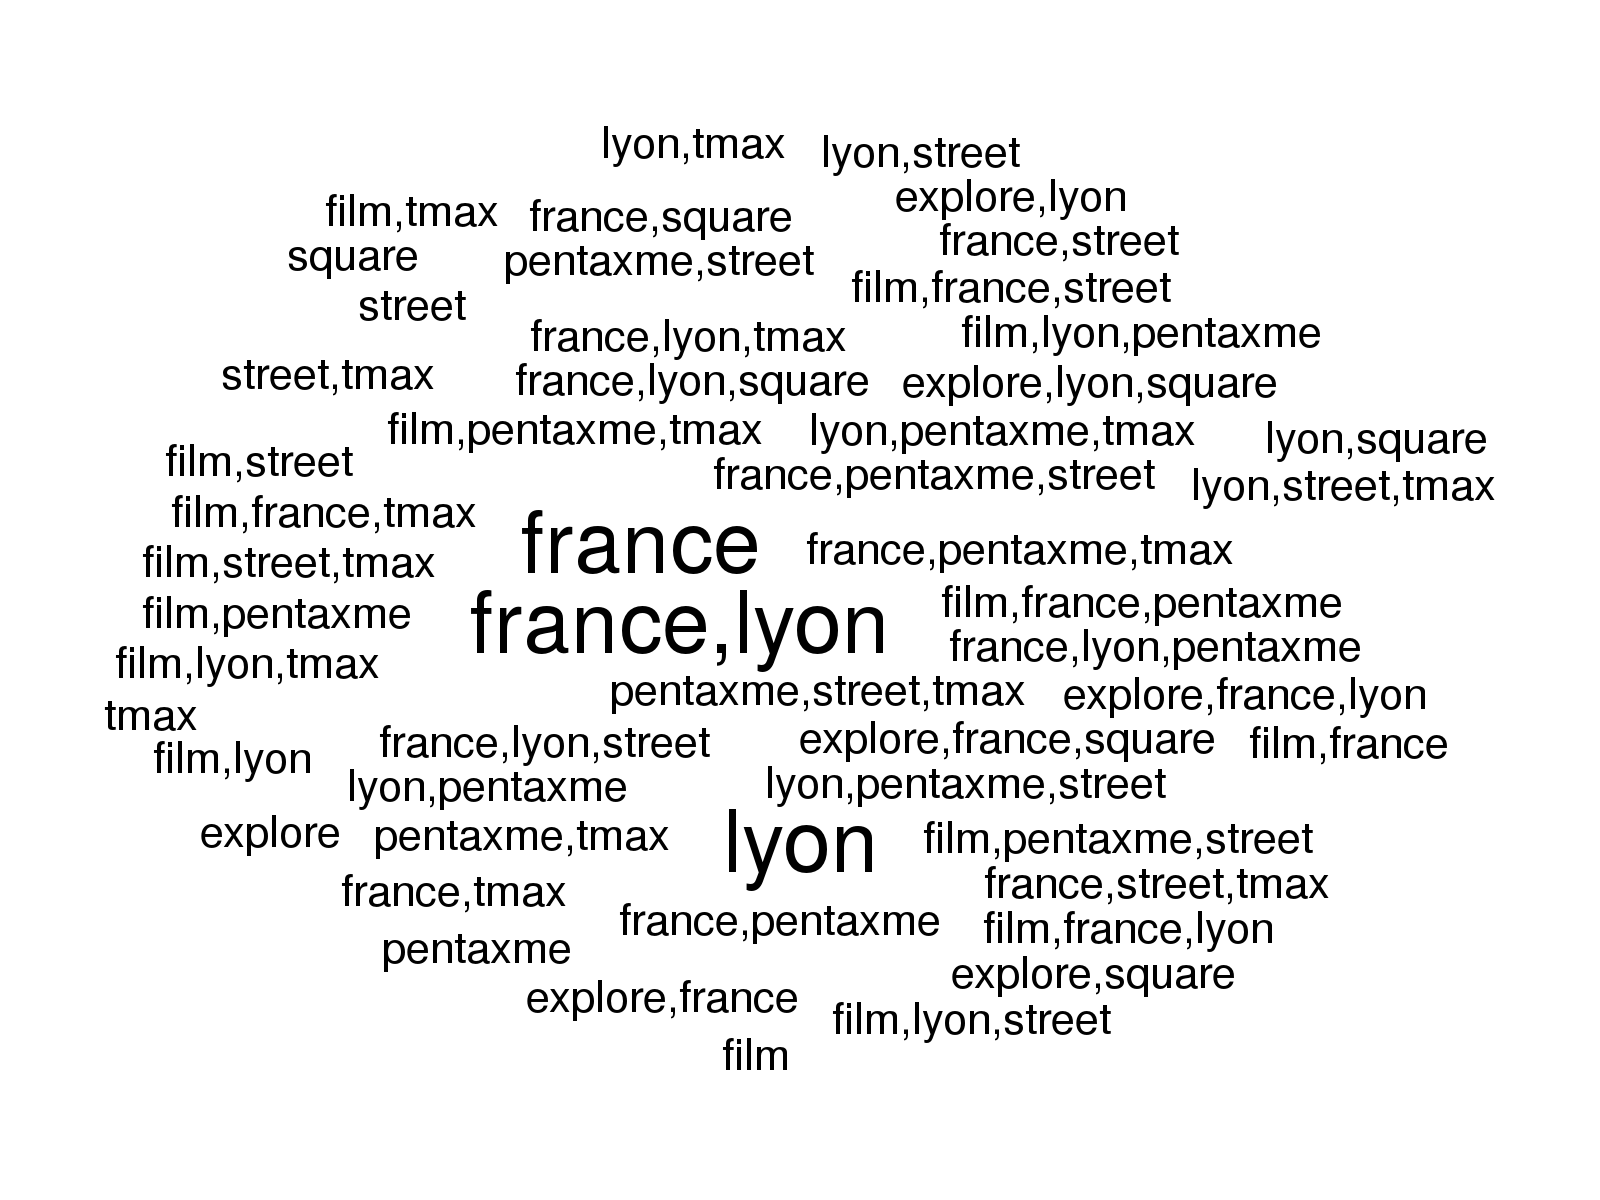 lyon,tmax lyon,street
film,tmax france,square explore,lyon
square pentaxme,street france,street
street film,france,street
france,lyon,tmax film,lyon,pentaxme
street,tmax france,lyon,square explore,lyon,square
film,pentaxme,tmax lyon,pentaxme,tmax lyon,square
film,street france,pentaxme,street lyon,street,tmax
film,france,tmax
france france,pentaxme,tmax
film,street,tmax
film,pentaxme france,lyon film,france,pentaxme
film,lyon,tmax france,lyon,pentaxme
pentaxme,street,tmax explore,france,lyon
tmax
film,lyon france,lyon,street explore,france,square film,france
lyon,pentaxme lyon,pentaxme,street
explore pentaxme,tmax lyon film,pentaxme,street
france,tmax france,street,tmax
france,pentaxme film,france,lyon
pentaxme explore,square
explore,france film,lyon,street
film